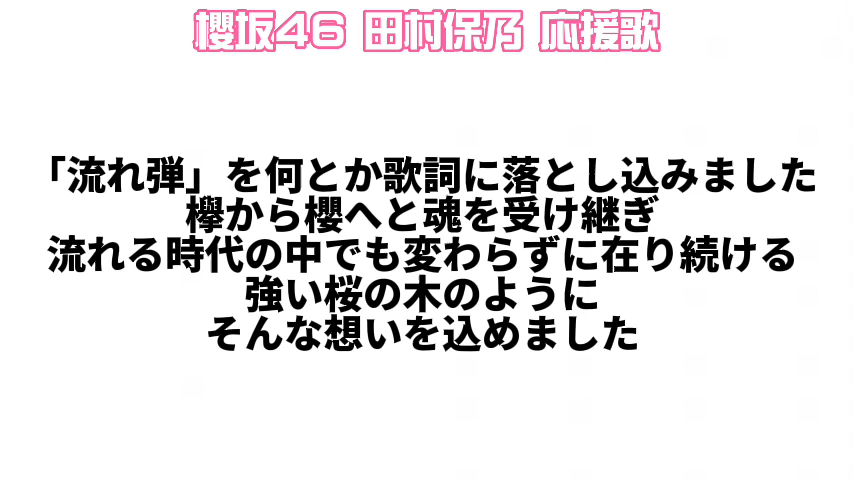 櫻坂46 田村保乃 応援歌
「流れ弾」を何とか歌詞に落とし込みました
欅から櫻へと魂を受け継ぎ
流れる時代の中でも変わらずに在り続ける
強い桜の木のように
そんな想いを込めました